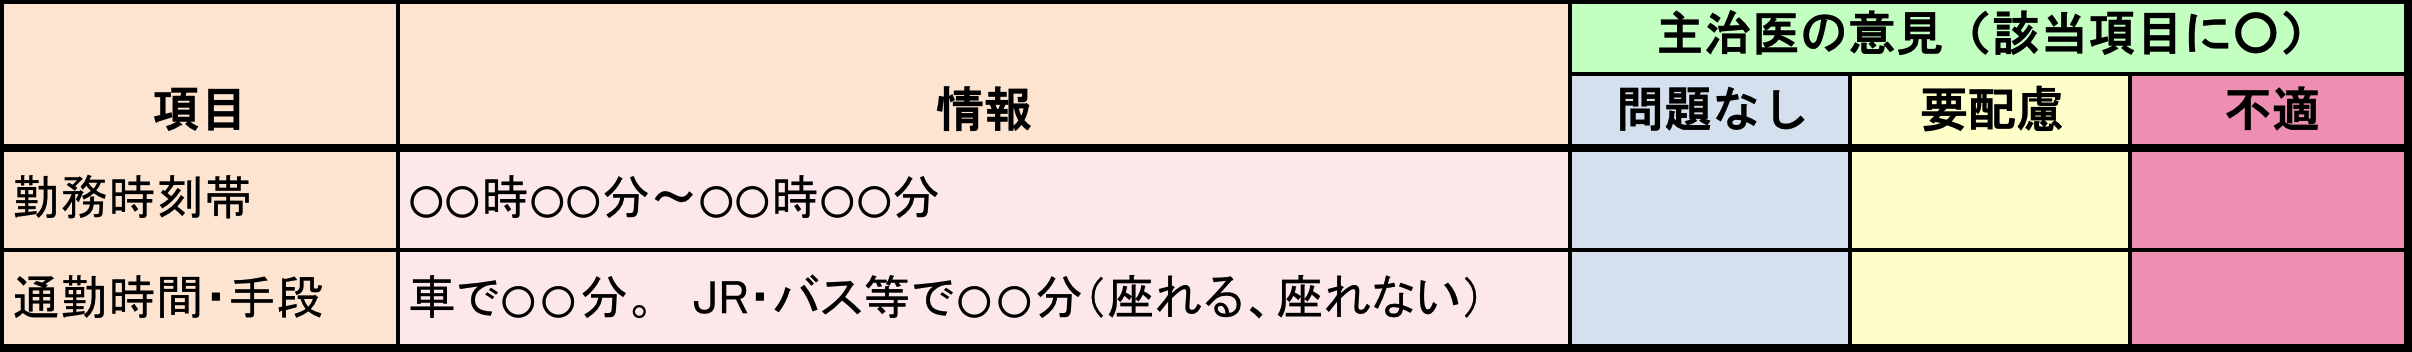 主治医の意見（該当項目に〇）
項目 情報 問題なし 要配慮 不適
勤務時刻帯 ○○時○○分～○○時○○分
通勤時間・手段 車で○○分。 JR・バス等で○○分（座れる、座れない）